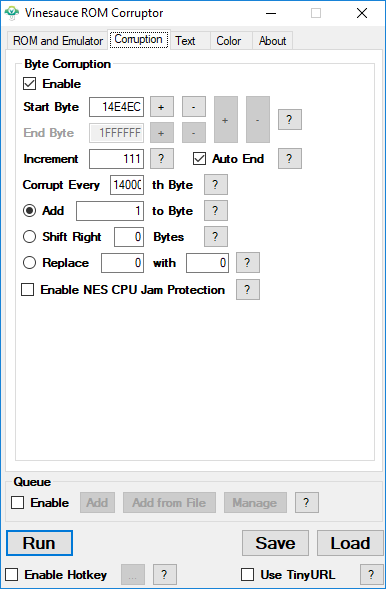 Vinesauce ROM Corruptor
ROM and Emulator Corruption Text Color About
Byte Corruption
Enable
Start Byte 14E4EC + - + - ?
End Byte 1FFFFFF + -
Increment 111 ? Auto End ?
Corrupt Every 14000 th Byte ?
Add 1 to Byte ?
Shift Right 0 Bytes ?
Replace 0 with 0 ?
Enable NES CPU Jam Protection ?
Queue
Enable Add Add from File Manage ?
Run Save Load
Enable Hotkey ... ? Use TinyURL ?